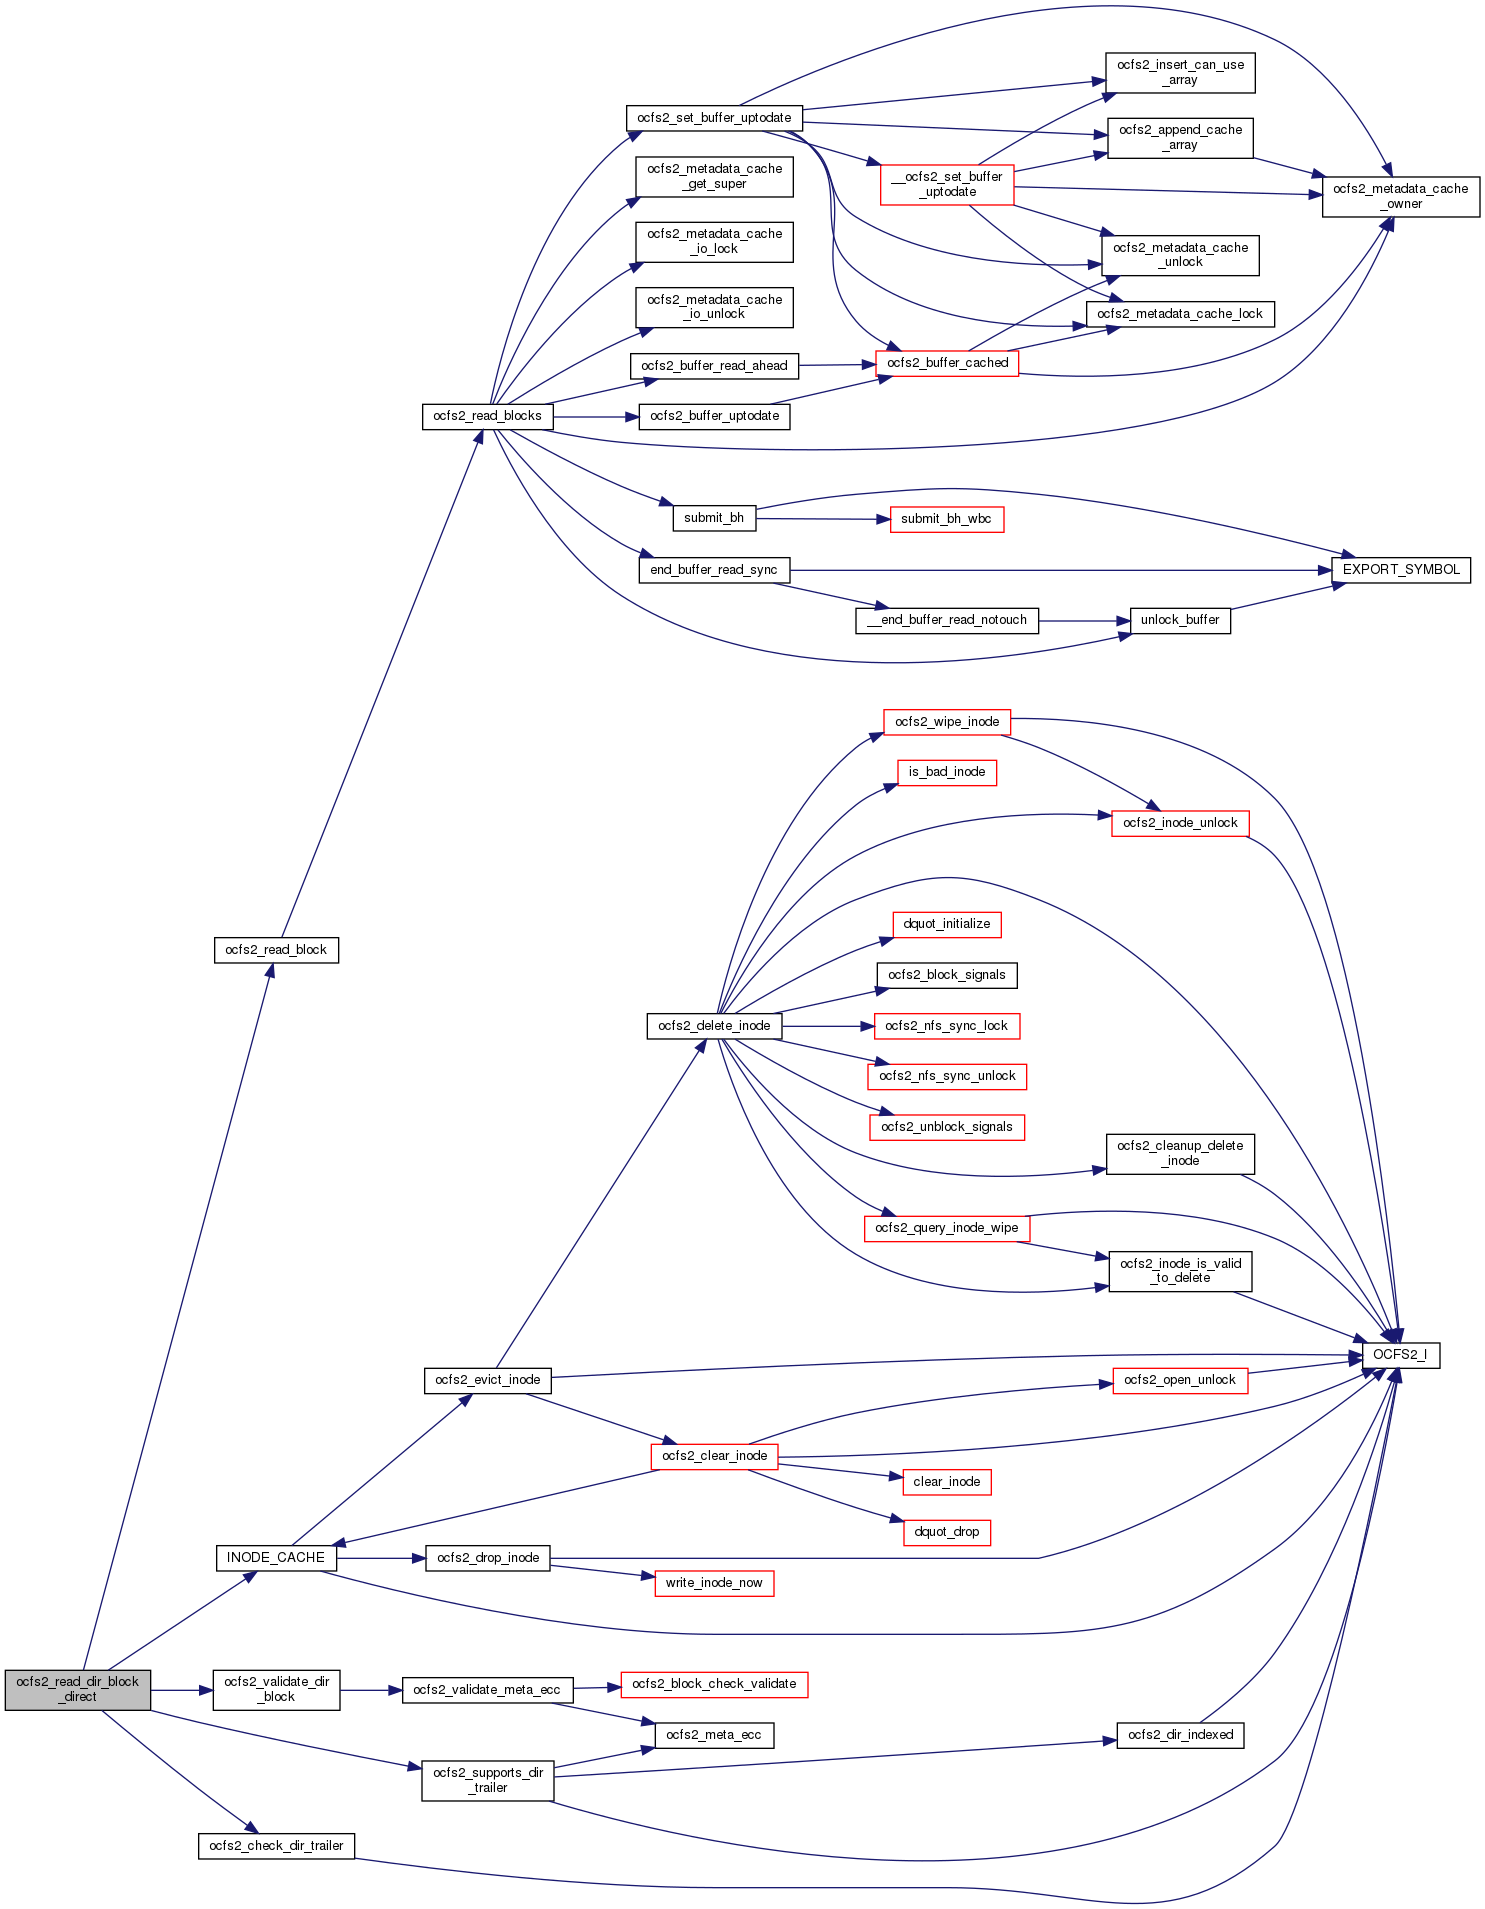 ocfs2_insert_can_use
_array
ocfs2_set_buffer_uptodate
ocfs2_append_cache
_array
ocfs2_metadata_cache
_get_super
__ocfs2_set_buffer
_uptodate
ocfs2_metadata_cache
_owner
ocfs2_metadata_cache
_io_lock
ocfs2_metadata_cache
_unlock
ocfs2_metadata_cache
_io_unlock
ocfs2_metadata_cache_lock
ocfs2_buffer_read_ahead
ocfs2_buffer_cached
ocfs2_read_blocks
ocfs2_buffer_uptodate
submit_bh
submit_bh_wbc
end_buffer_read_sync
EXPORT_SYMBOL
__end_buffer_read_notouch
unlock_buffer
ocfs2_wipe_inode
is_bad_inode
ocfs2_inode_unlock
dquot_initialize
ocfs2_read_block
ocfs2_block_signals
ocfs2_delete_inode
ocfs2_nfs_sync_lock
ocfs2_nfs_sync_unlock
ocfs2_unblock_signals
ocfs2_cleanup_delete
_inode
ocfs2_query_inode_wipe
ocfs2_inode_is_valid
_to_delete
OCFS2_I
ocfs2_evict_inode
ocfs2_open_unlock
ocfs2_clear_inode
clear_inode
dquot_drop
INODE_CACHE
ocfs2_drop_inode
write_inode_now
ocfs2_read_dir_block
_direct
ocfs2_validate_dir
_block
ocfs2_validate_meta_ecc
ocfs2_block_check_validate
ocfs2_meta_ecc
ocfs2_dir_indexed
ocfs2_supports_dir
_trailer
ocfs2_check_dir_trailer